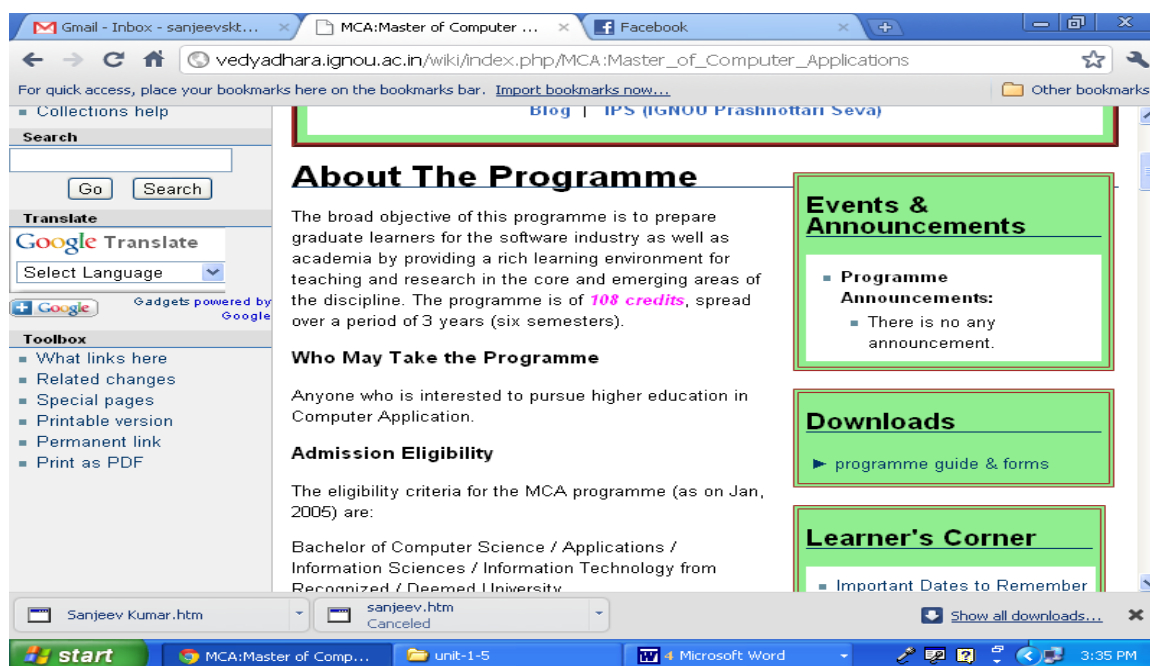 Gmail - Inbox - sanjeevskt...
MCA:Master of Computer ...
Facebook
vedyadhara.ignou.ac.in/wiki/index.php/MCA:Master_of_Computer_Applications
For quick access, place your bookmarks here on the bookmarks bar. Import bookmarks now...
Other bookmarks
Collections help
Search
Go
Search
Translate
Google Translate
Select Language
Google
Gadgets powered by
Google
Toolbox
What links here
Related changes
Special pages
Printable version
Permanent link
Print as PDF
Blog | IPS (IGNOU Prashnottari Seva)
About The Programme
The broad objective of this programme is to prepare
graduate learners for the software industry as well as
academia by providing a rich learning environment for
teaching and research in the core and emerging areas of
the discipline. The programme is of 108 credits, spread
over a period of 3 years (six semesters).
Who May Take the Programme
Anyone who is interested to pursue higher education in
Computer Application.
Admission Eligibility
The eligibility criteria for the MCA programme (as on Jan,
2005) are:
Bachelor of Computer Science / Applications /
Information Sciences / Information Technology from
Recognized / Deemed University
Events &
Announcements
Programme
Announcements:
There is no any
announcement.
Downloads
programme guide & forms
Learner's Corner
Important Dates to Remember
Sanjeev Kumar.htm
sanjeev.htm
Canceled
Show all downloads...
start
MCA:Master of Comp...
unit-1-5
4 Microsoft Word
3:35 PM